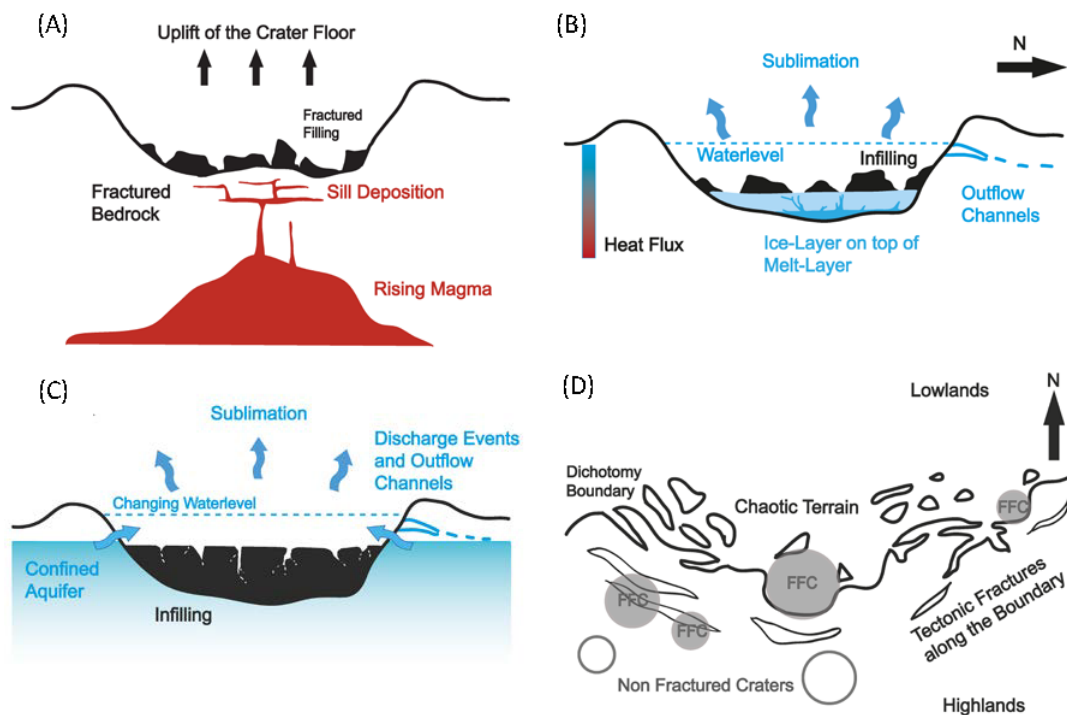 (A)
Uplift of the Crater Floor
Fractured
Filling
Fractured
Bedrock
Sill Deposition
Rising Magma
(B)
N
Sublimation
Waterlevel
Infilling
Outflow
Channels
Heat Flux
Ice-Layer on top of
Melt-Layer
(C)
Sublimation
Discharge Events
and Outflow
Channels
Changing Waterlevel
Confined
Aquifer
Infilling
(D)
N
Lowlands
Dichotomy
Boundary
Chaotic Terrain
FFC
FFC
FFC
FFC
Tectonic Fractures
along the Boundary
Non Fractured Craters
Highlands